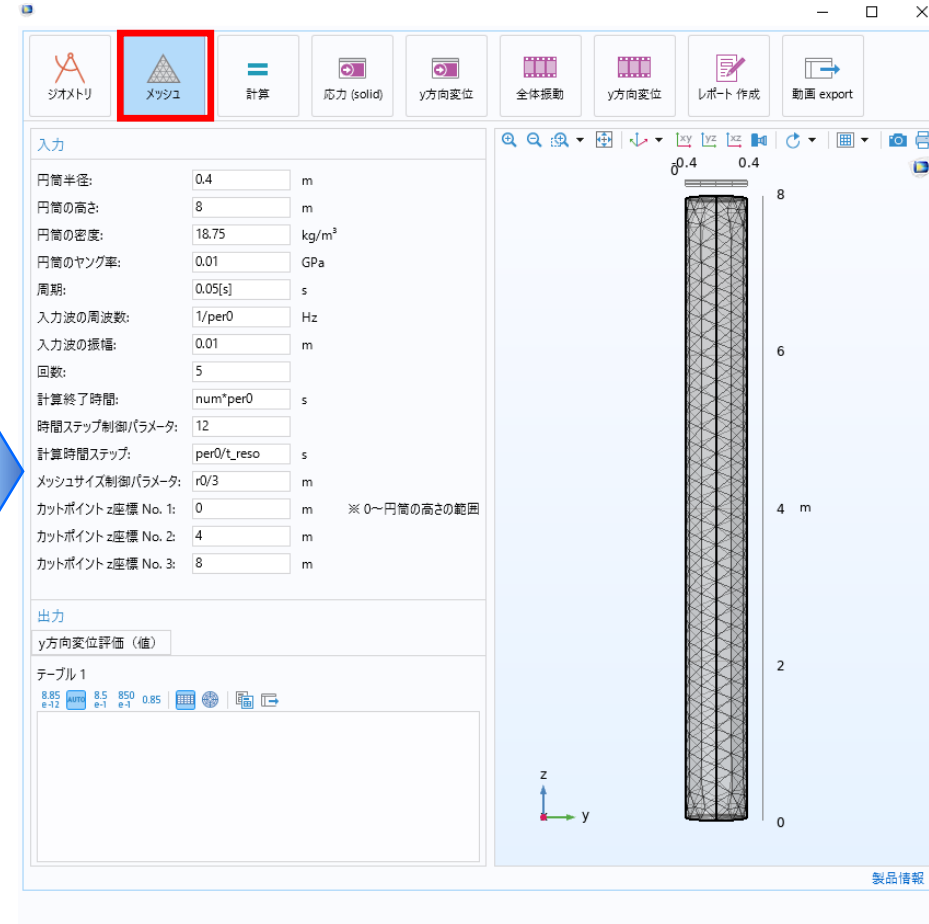 ジオメトリ メッシュ 計算 応力 (solid) y方向変位 全体振動 y方向変位 レポート 作成 動画 export
入力
円筒半径: 0.4 m
円筒の高さ: 8 m
円筒の密度: 18.75 kg/m³
円筒のヤング率: 0.01 GPa
周期: 0.05[s] s
入力波の周波数: 1/per0 Hz
入力波の振幅: 0.01 m
回数: 5
計算終了時間: num*per0 s
時間ステップ制御パラメータ: 12
計算時間ステップ: per0/t_reso s
メッシュサイズ制御パラメータ: r0/3 m
カットポイント z座標 No. 1: 0 m ※ 0～円筒の高さの範囲
カットポイント z座標 No. 2: 4 m
カットポイント z座標 No. 3: 8 m
出力
y方向変位評価（値）
テーブル 1
8.85 e-12 AUTO 8.5 e-1 850 e-1 0.85
xy yz xz
-0.4 0.4
0
8
6
4 m
2
0
z
y
製品情報